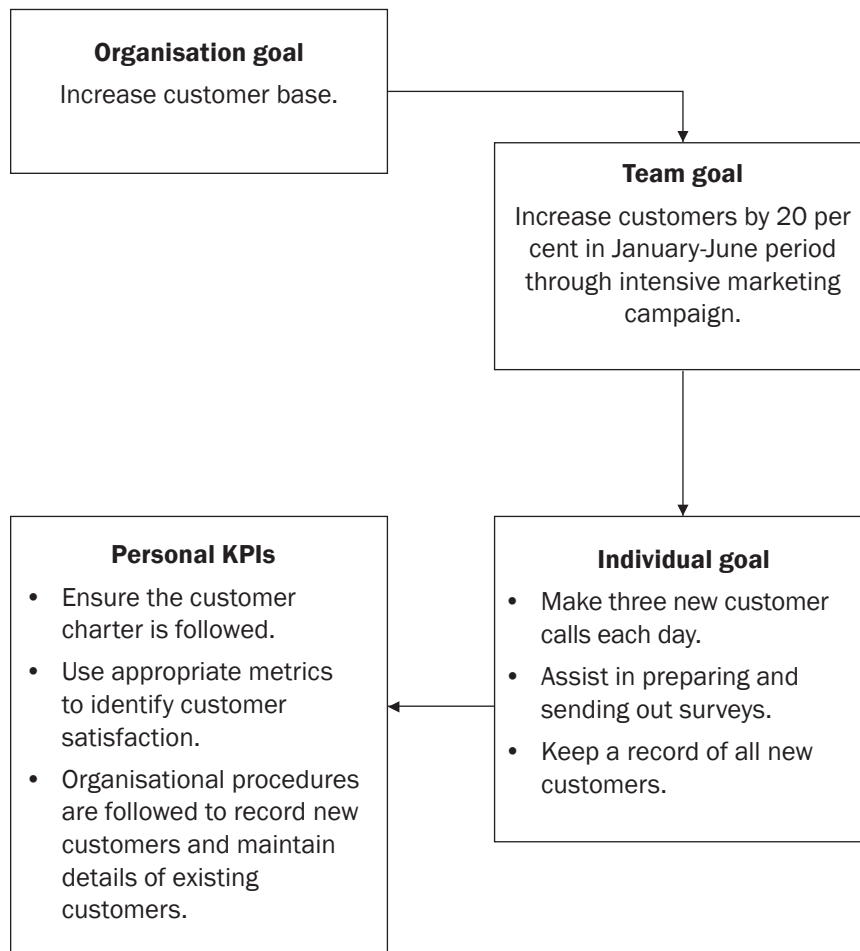 Organisation goal
Increase customer base.
Team goal
Increase customers by 20 per
cent in January-June period
through intensive marketing
campaign.
Personal KPIs
• Ensure the customer
charter is followed.
• Use appropriate metrics
to identify customer
satisfaction.
• Organisational procedures
are followed to record new
customers and maintain
details of existing
customers.
Individual goal
• Make three new customer
calls each day.
• Assist in preparing and
sending out surveys.
• Keep a record of all new
customers.